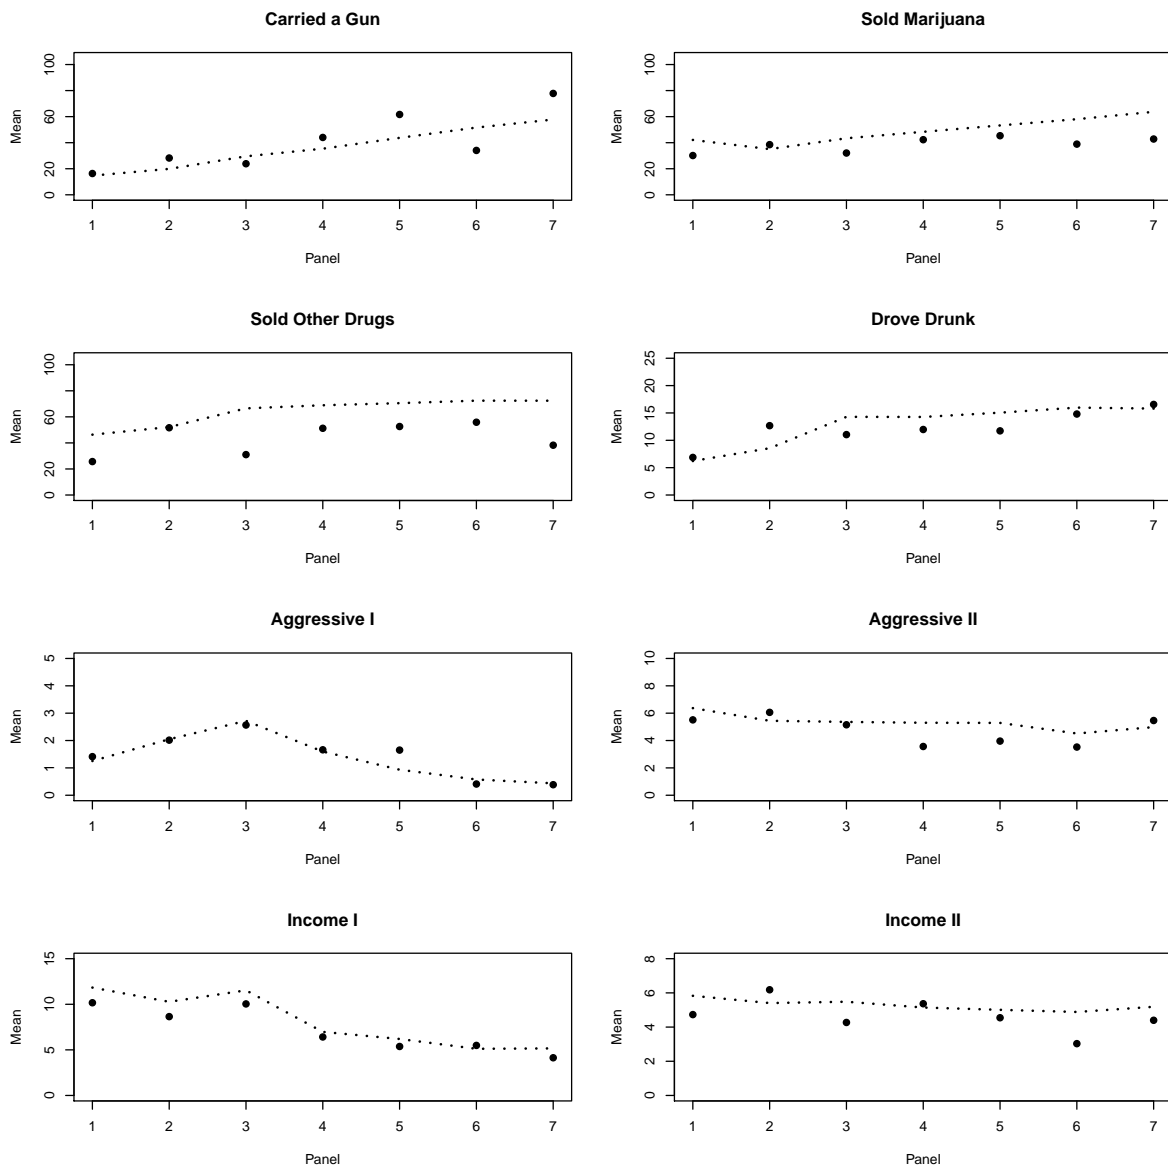 Carried a Gun
Mean
0 20 60 100
1 2 3 4 5 6 7
Panel
Sold Marijuana
Mean
0 20 60 100
1 2 3 4 5 6 7
Panel
Sold Other Drugs
Mean
0 20 60 100
1 2 3 4 5 6 7
Panel
Drove Drunk
Mean
0 5 10 15 20 25
1 2 3 4 5 6 7
Panel
Aggressive I
Mean
0 1 2 3 4 5
1 2 3 4 5 6 7
Panel
Aggressive II
Mean
0 2 4 6 8 10
1 2 3 4 5 6 7
Panel
Income I
Mean
0 5 10 15
1 2 3 4 5 6 7
Panel
Income II
Mean
0 2 4 6 8
1 2 3 4 5 6 7
Panel